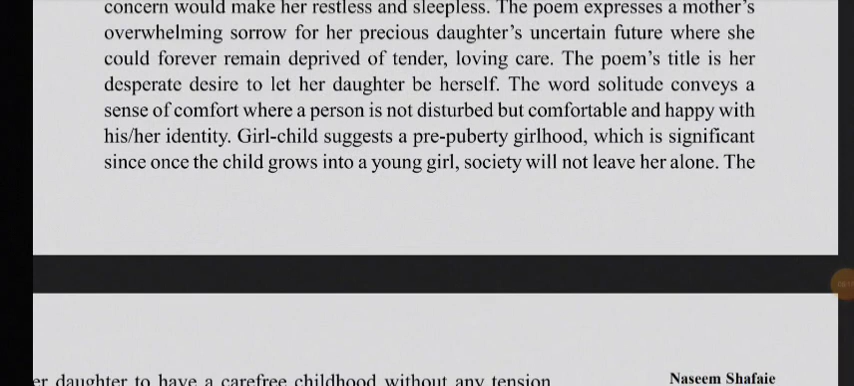 concern would make her restless and sleepless. The poem expresses a mother's
overwhelming sorrow for her precious daughter's uncertain future where she
could forever remain deprived of tender, loving care. The poem's title is her
desperate desire to let her daughter be herself. The word solitude conveys a
sense of comfort where a person is not disturbed but comfortable and happy with
his/her identity. Girl-child suggests a pre-puberty girlhood, which is significant
since once the child grows into a young girl, society will not leave her alone. The
er daughter to have a carefree childhood without any tension
Naseem Shafaie